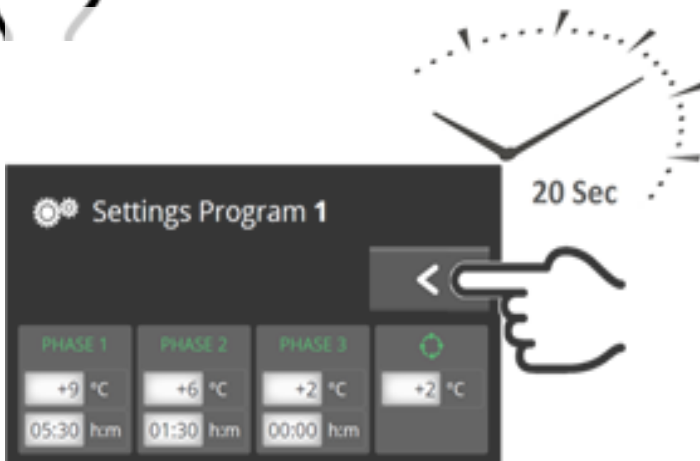 20 Sec
Settings Program 1
<
PHASE 1 PHASE 2 PHASE 3
+9 °C +6 °C +2 °C +2 °C
05:30 h:m 01:30 h:m 00:00 h:m